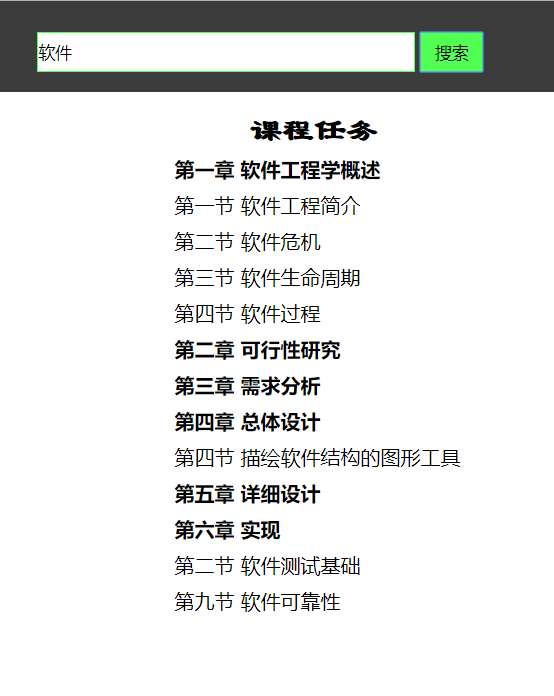 软件 搜索
课程任务
第一章 软件工程学概述
第一节 软件工程简介
第二节 软件危机
第三节 软件生命周期
第四节 软件过程
第二章 可行性研究
第三章 需求分析
第四章 总体设计
第四节 描绘软件结构的图形工具
第五章 详细设计
第六章 实现
第二节 软件测试基础
第九节 软件可靠性